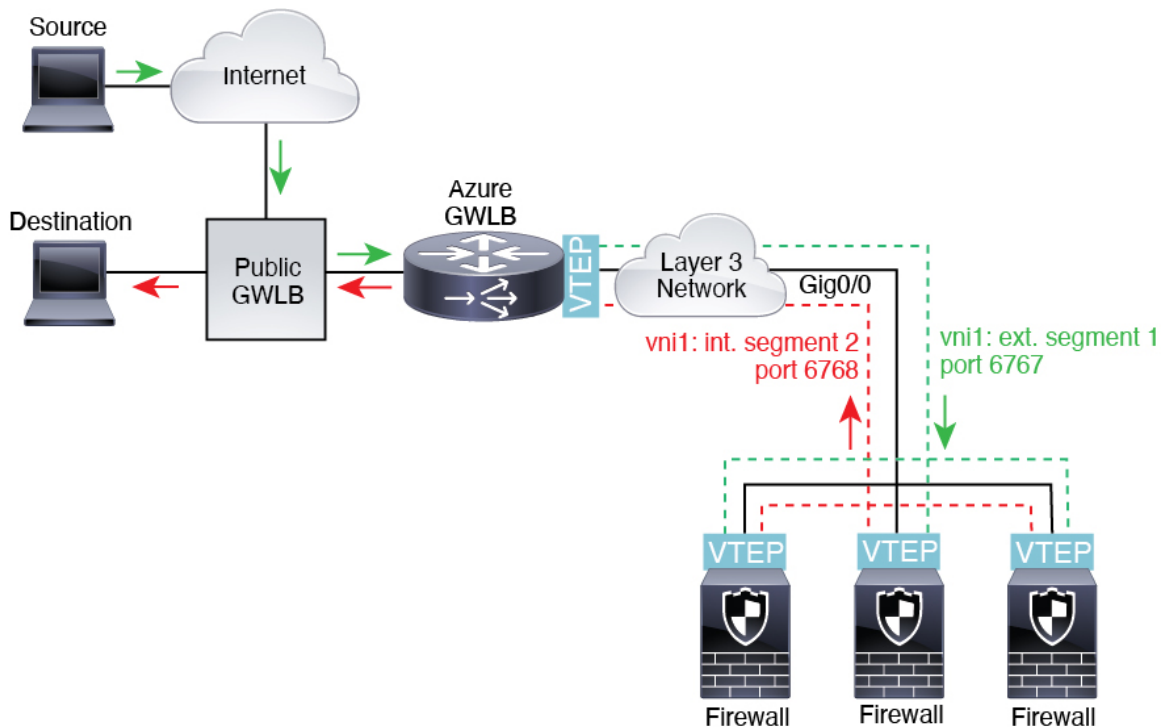 Source
Internet
Azure
GWLB
Destination
Public
GWLB
VTEP
Layer 3
Network
Gig0/0
vni1: int. segment 2
port 6768
vni1: ext. segment 1
port 6767
VTEP
VTEP
VTEP
Firewall
Firewall
Firewall